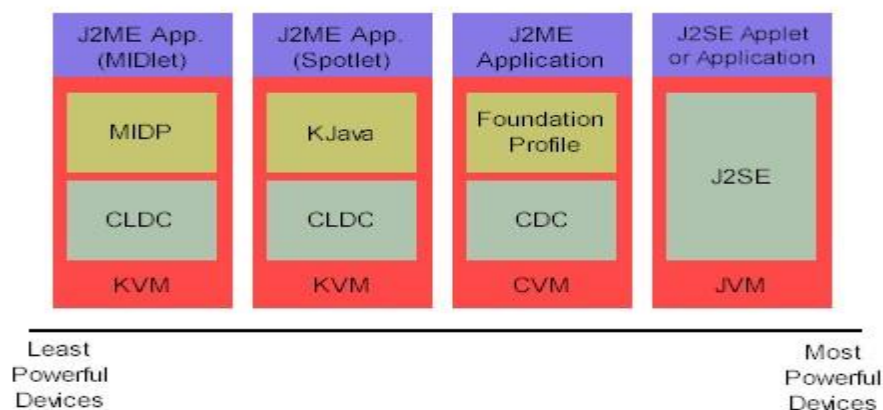 J2ME App.
(MIDlet)
MIDP
CLDC
KVM
J2ME App.
(Spotlet)
KJava
CLDC
KVM
J2ME
Application
Foundation
Profile
CDC
CVM
J2SE Applet
or Application
J2SE
JVM
Least
Powerful
Devices
Most
Powerful
Devices